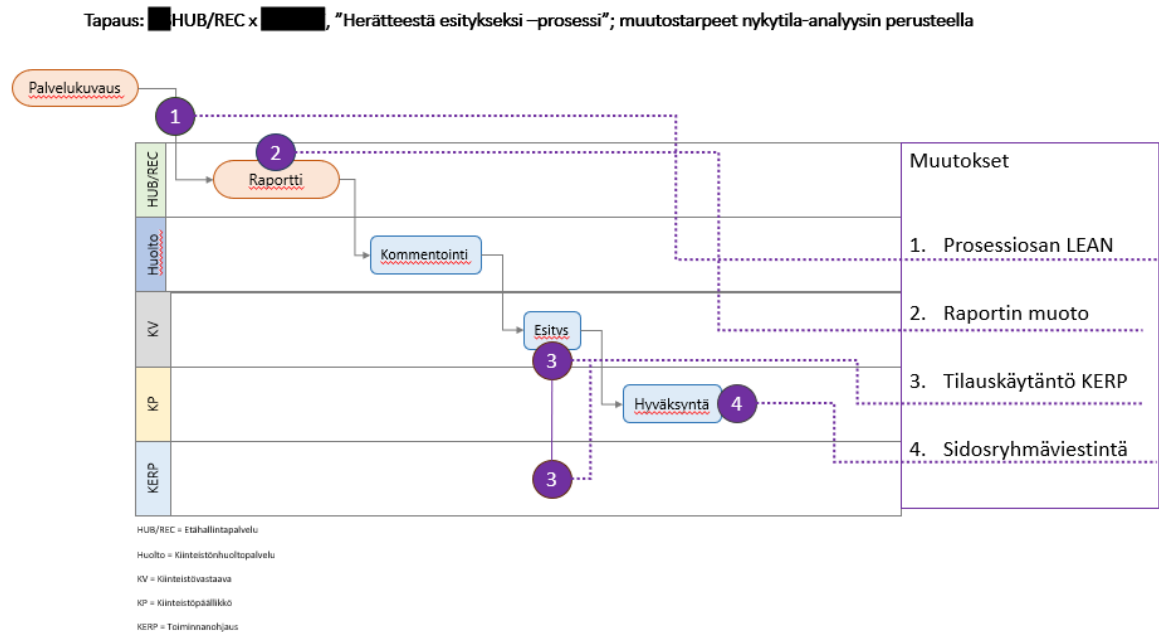 Tapaus: HUB/REC x , ”Herätteestä esitykseksi –prosessi”; muutostarpeet nykytila-analyysin perusteella
Palvelukuvaus
1
2
HUB/REC
Raportti
Muutokset
Huolto
Kommentointi
1. Prosessiosan LEAN
KV
Esitys
2. Raportin muoto
3
3. Tilauskäytäntö KERP
KP
Hyväksyntä
4
4. Sidosryhmäviestintä
KERP
3
HUB/REC = Etähallintapalvelu
Huolto = Kiinteistönhuoltopalvelu
KV = Kiinteistövastaava
KP = Kiinteistöpäällikkö
KERP = Toiminnanohjaus